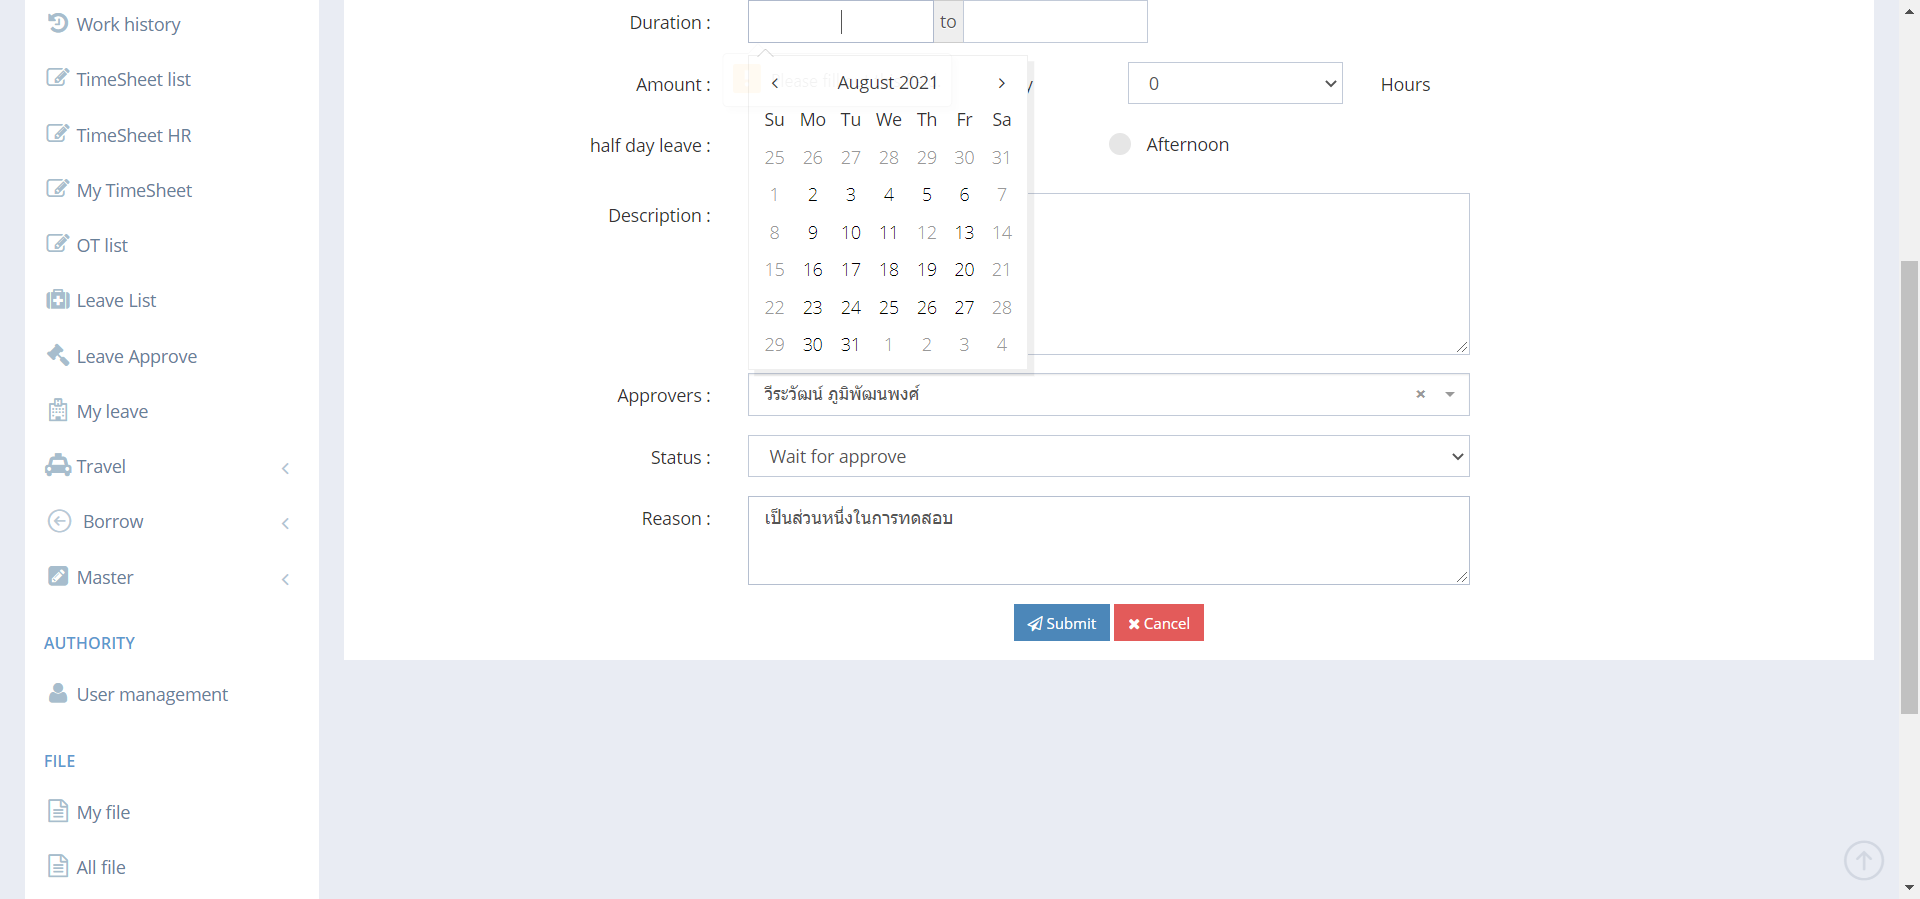 Work history
TimeSheet list
TimeSheet HR
My TimeSheet
OT list
Leave List
Leave Approve
My leave
Travel
Borrow
Master
AUTHORITY
User management
FILE
My file
All file
Duration :
to
Amount :
0
Hours
August 2021
Su Mo Tu We Th Fr Sa
25 26 27 28 29 30 31
1 2 3 4 5 6 7
8 9 10 11 12 13 14
15 16 17 18 19 20 21
22 23 24 25 26 27 28
29 30 31 1 2 3 4
half day leave :
Afternoon
Description :
Approvers :
วีระวัฒน์ ภูมิพัฒนพงศ์
Status :
Wait for approve
Reason :
เป็นส่วนหนึ่งในการทดสอบ
Submit
Cancel